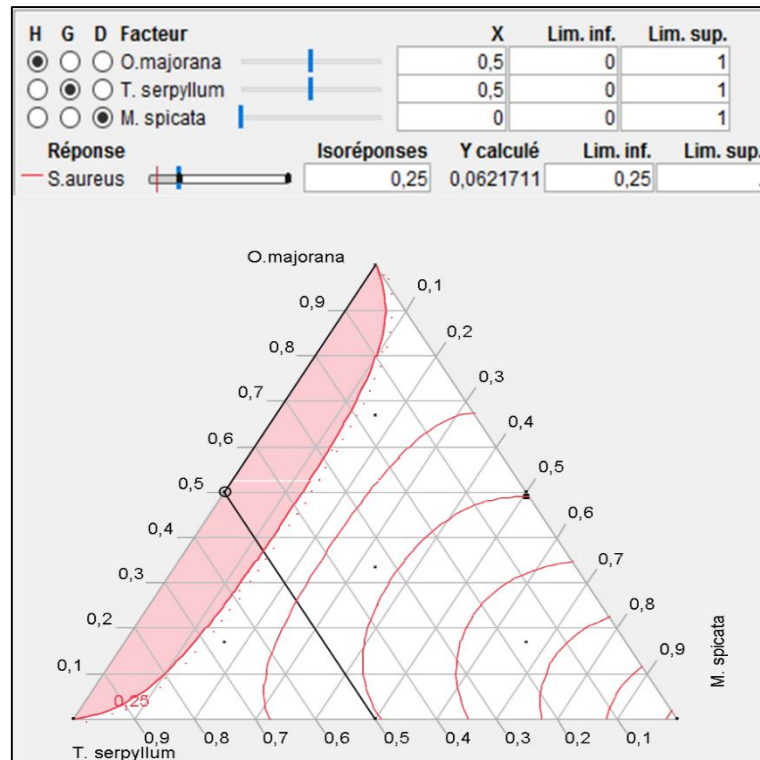 H G D Facteur X Lim. inf. Lim. sup.
O.majorana 0,5 0 1
T. serpyllum 0,5 0 1
M. spicata 0 0 1
Réponse Isoréponses Y calculé Lim. inf. Lim. sup.
S.aureus 0,25 0,0621711 0,25 .
O.majorana
0,1
0,9
0,2
0,8
0,3
0,7
0,4
0,6
0,5
0,5
0,6
0,4
0,7
0,3
0,8
0,2
0,9
0,1
M. spicata
0,25
0,9 0,8 0,7 0,6 0,5 0,4 0,3 0,2 0,1
T. serpyllum